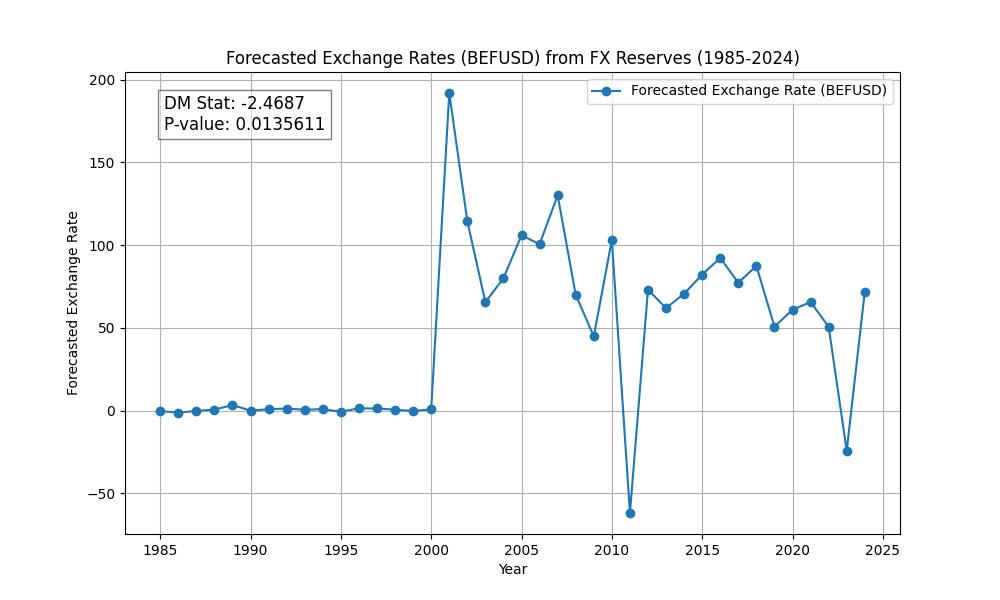 Forecasted Exchange Rates (BEFUSD) from FX Reserves (1985-2024)
DM Stat: -2.4687
P-value: 0.0135611
Forecasted Exchange Rate (BEFUSD)
Forecasted Exchange Rate
200
150
100
50
0
−50
1985
1990
1995
2000
2005
2010
2015
2020
2025
Year